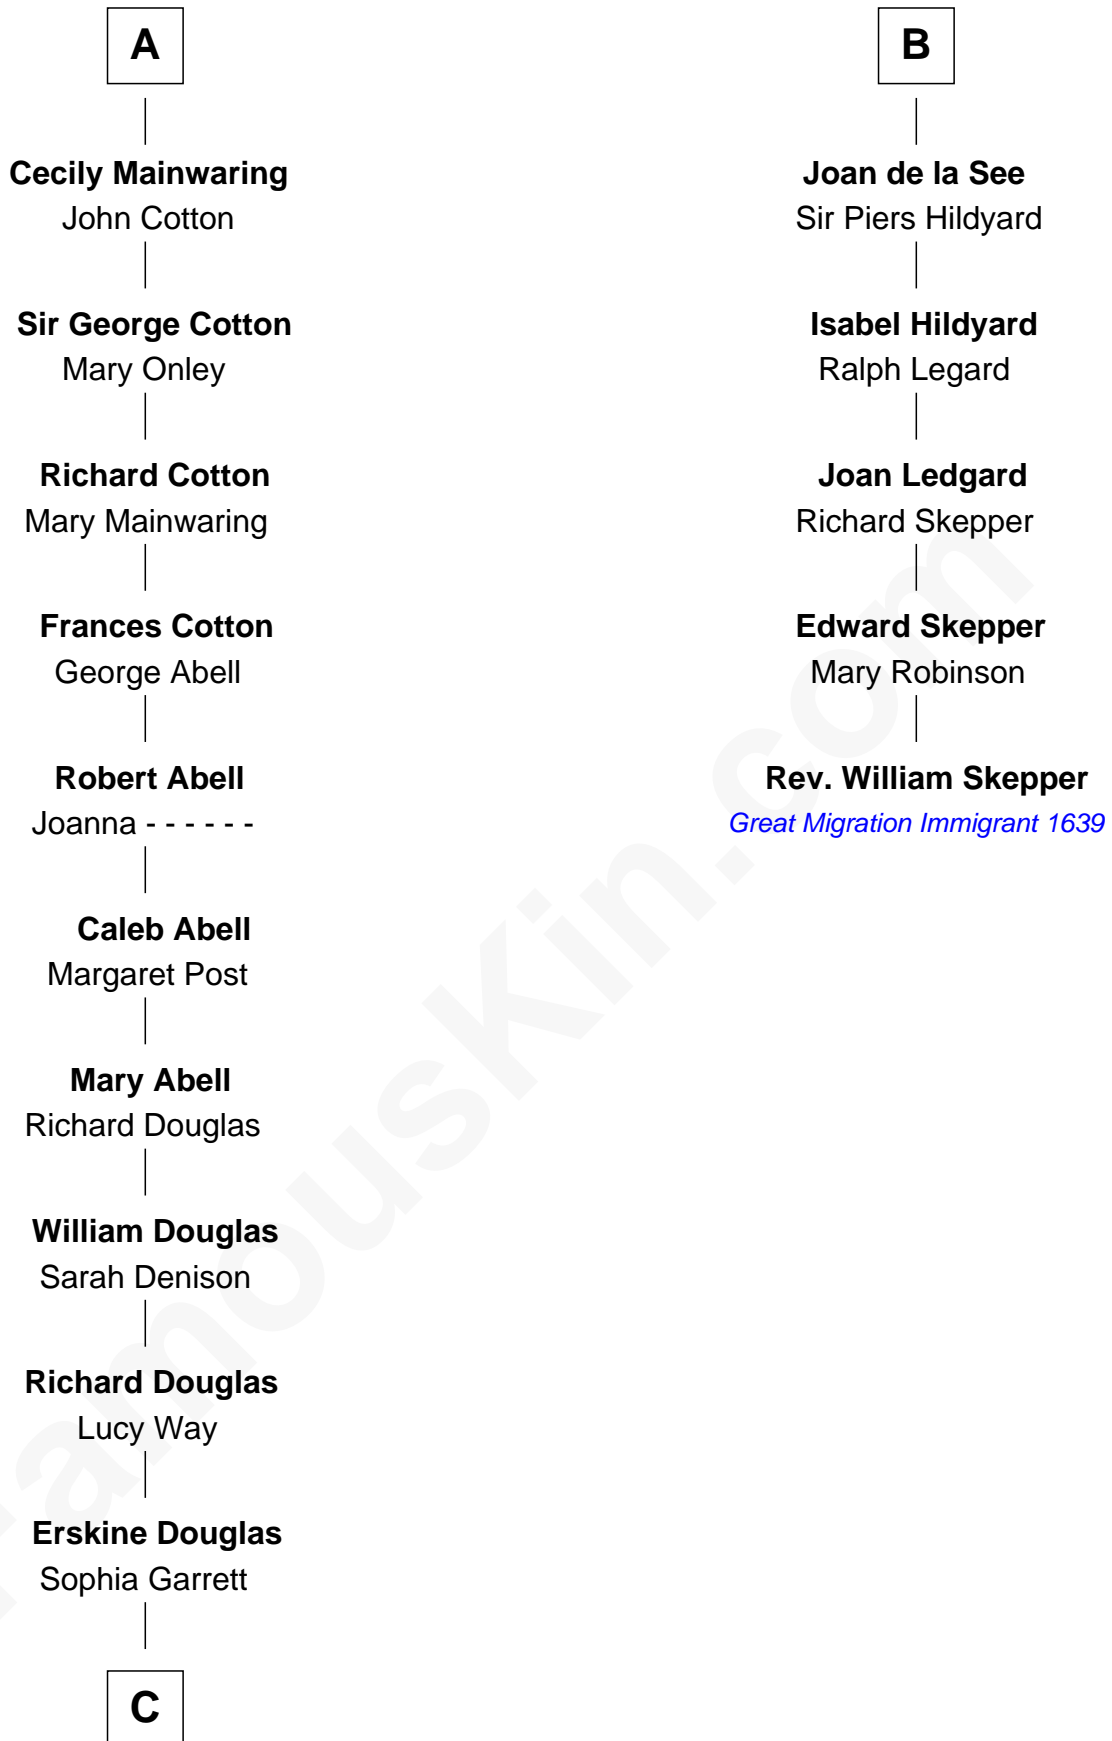 A
Cecily Mainwaring
John Cotton
Sir George Cotton
Mary Onley
Richard Cotton
Mary Mainwaring
Frances Cotton
George Abell
Robert Abell
Joanna - - - - - -
Caleb Abell
Margaret Post
Mary Abell
Richard Douglas
William Douglas
Sarah Denison
Richard Douglas
Lucy Way
Erskine Douglas
Sophia Garrett
C
B
Joan de la See
Sir Piers Hildyard
Isabel Hildyard
Ralph Legard
Joan Ledgard
Richard Skepper
Edward Skepper
Mary Robinson
Rev. William Skepper
Great Migration Immigrant 1639
FamousKin.com